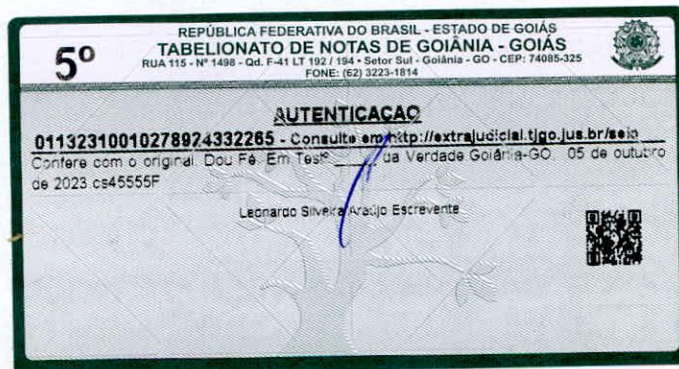 REPÚBLICA FEDERATIVA DO BRASIL - ESTADO DE GOIÁS
5º TABELIONATO DE NOTAS DE GOIÂNIA - GOIÁS
RUA 115 - Nº 1498 - Qd. F-41 LT 192 / 194 • Setor Sul - Goiânia - GO - CEP: 74085-325
FONE: (62) 3223-1814
AUTENTICAÇAO
01132310010278924332265 - Consulte em http://extrajudicial.tjgo.jus.br/selo
Confere com o original. Dou Fé. Em Testº ____ da Verdade Goiânia-GO, 05 de outubro
de 2023 cs45555F
Leonardo Silveira Araújo Escrevente